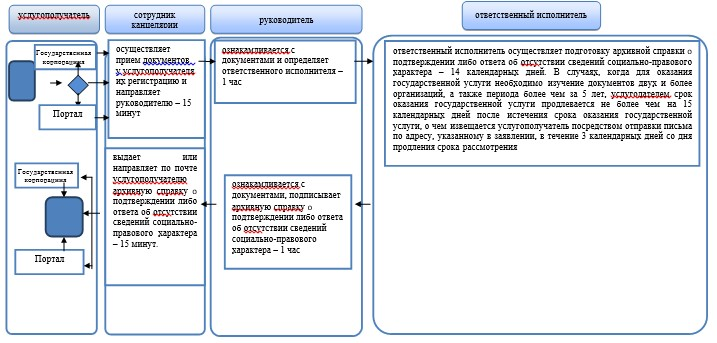 услугополучатель
сотрудник
канцелярии
руководитель
ответственный исполнитель
Государственная
корпорация
Портал
осуществляет
прием документов
у услугополучателя
их регистрацию и
направляет
руководителю – 15
минут
ознакамливается с
документами и определяет
ответственного исполнителя –
1 час
ответственный исполнитель осуществляет подготовку архивной справки о
подтверждении либо ответа об отсутствии сведений социально-правового
характера – 14 календарных дней. В случаях, когда для оказания
государственной услуги необходимо изучение документов двух и более
организаций, а также периода более чем за 5 лет, услугодателем срок
оказания государственной услуги продлевается не более чем на 15
календарных дней после истечения срока оказания государственной
услуги, о чем извещается услугополучатель посредством отправки письма
по адресу, указанному в заявлении, в течение 3 календарных дней со дня
продления срока рассмотрения
Государственная
корпорация
Портал
выдает или
направляет по почте
услугополучателю
архивную справку о
подтверждении либо
ответа об отсутствии
сведений социально-
правового характера
– 15 минут.
ознакамливается с
документами, подписывает
архивную справку о
подтверждении либо ответа
об отсутствии сведений
социально-правового
характера – 1 час